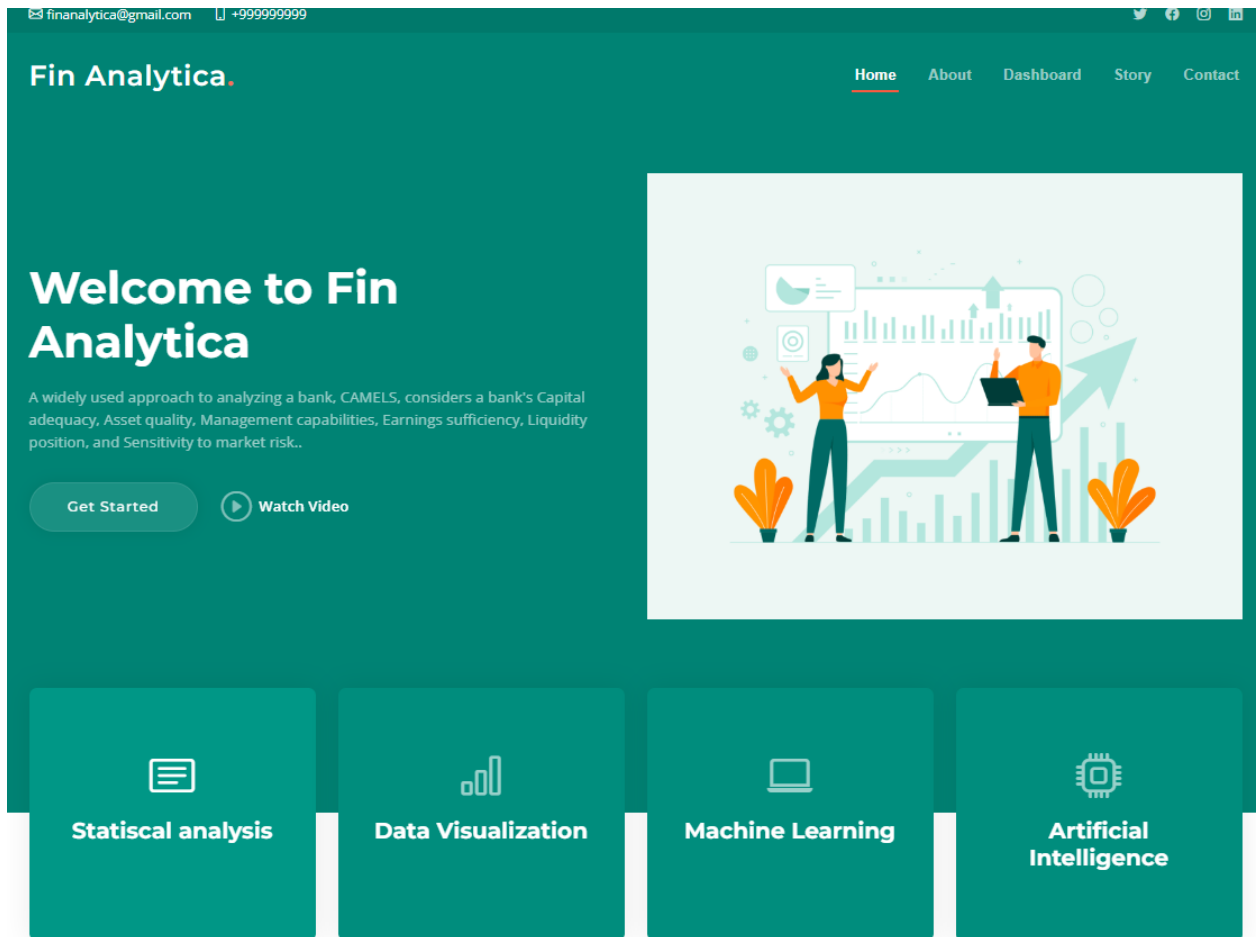 finanalytica@gmail.com +999999999
Fin Analytica.
Home About Dashboard Story Contact
Welcome to Fin
Analytica
A widely used approach to analyzing a bank, CAMELS, considers a bank's Capital
adequacy, Asset quality, Management capabilities, Earnings sufficiency, Liquidity
position, and Sensitivity to market risk..
Get Started Watch Video
Statiscal analysis
Data Visualization
Machine Learning
Artificial
Intelligence